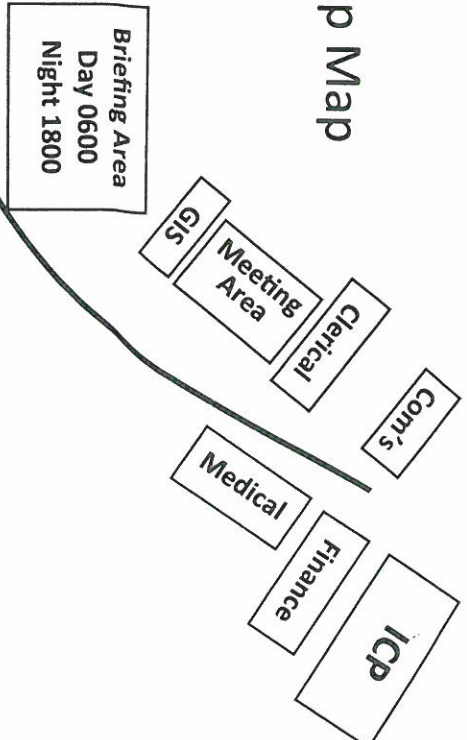 p Map
Briefing Area
Day 0600
Night 1800
GIS
Meeting
Area
Clerical
Com's
Medical
Finance
ICP